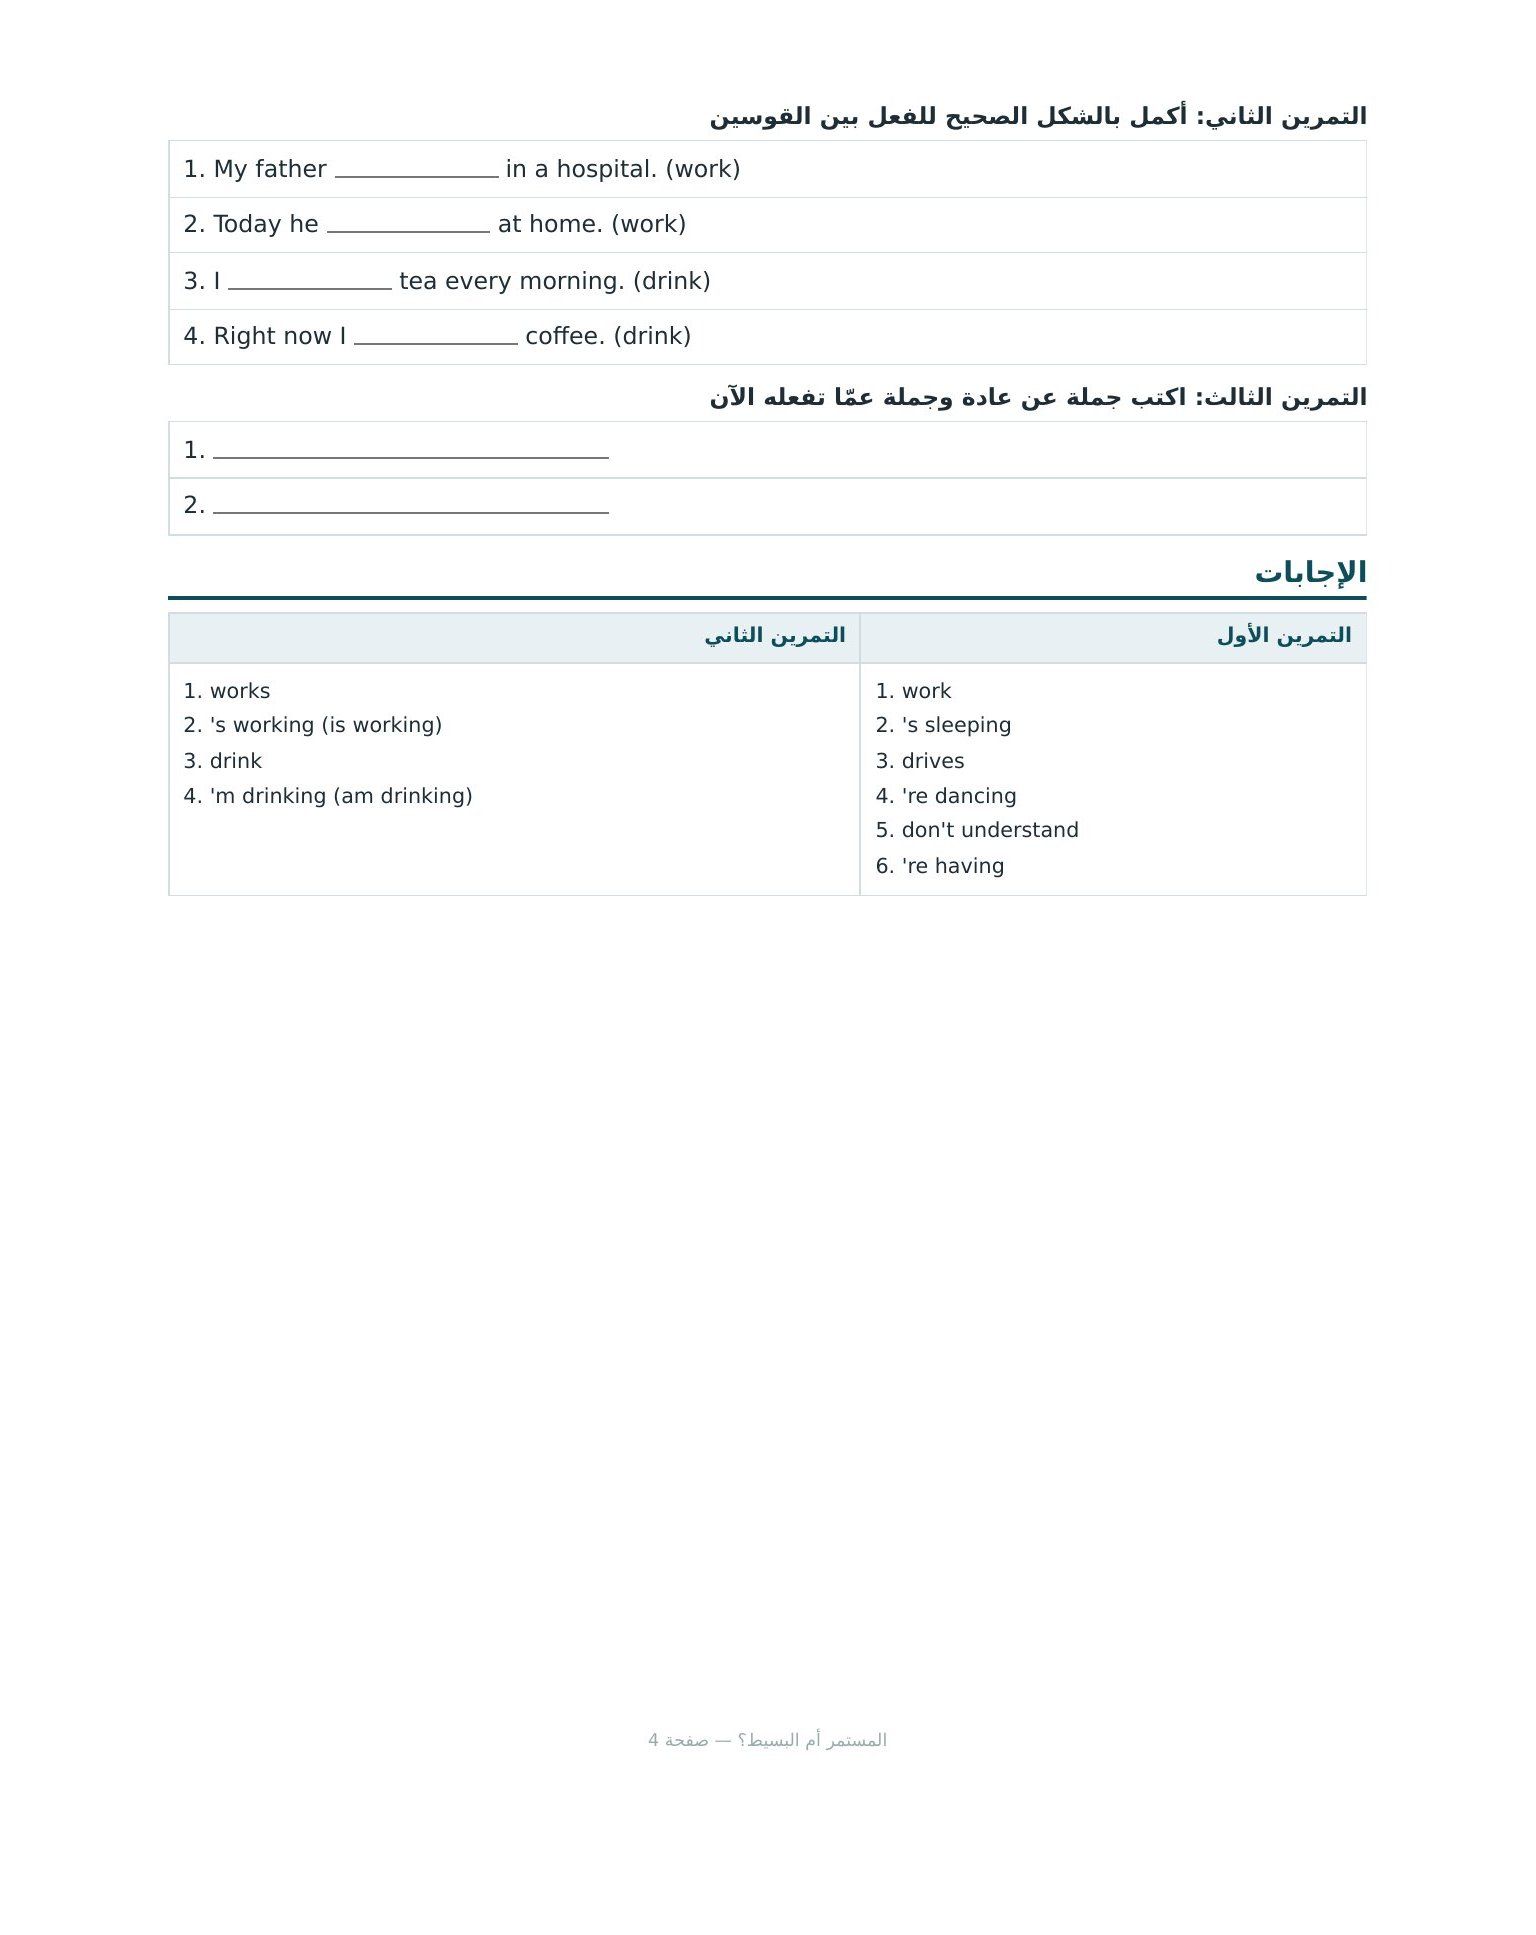 التمرين الثاني: أكمل بالشكل الصحيح للفعل بين القوسين
1. My father ______________ in a hospital. (work)
2. Today he ______________ at home. (work)
3. I ______________ tea every morning. (drink)
4. Right now I ______________ coffee. (drink)
التمرين الثالث: اكتب جملة عن عادة وجملة عمّا تفعله الآن
1. __________________________________
2. __________________________________
الإجابات
التمرين الأول
1. work
2. 's sleeping
3. drives
4. 're dancing
5. don't understand
6. 're having
التمرين الثاني
1. works
2. 's working (is working)
3. drink
4. 'm drinking (am drinking)
المستمر أم البسيط؟ — صفحة 4